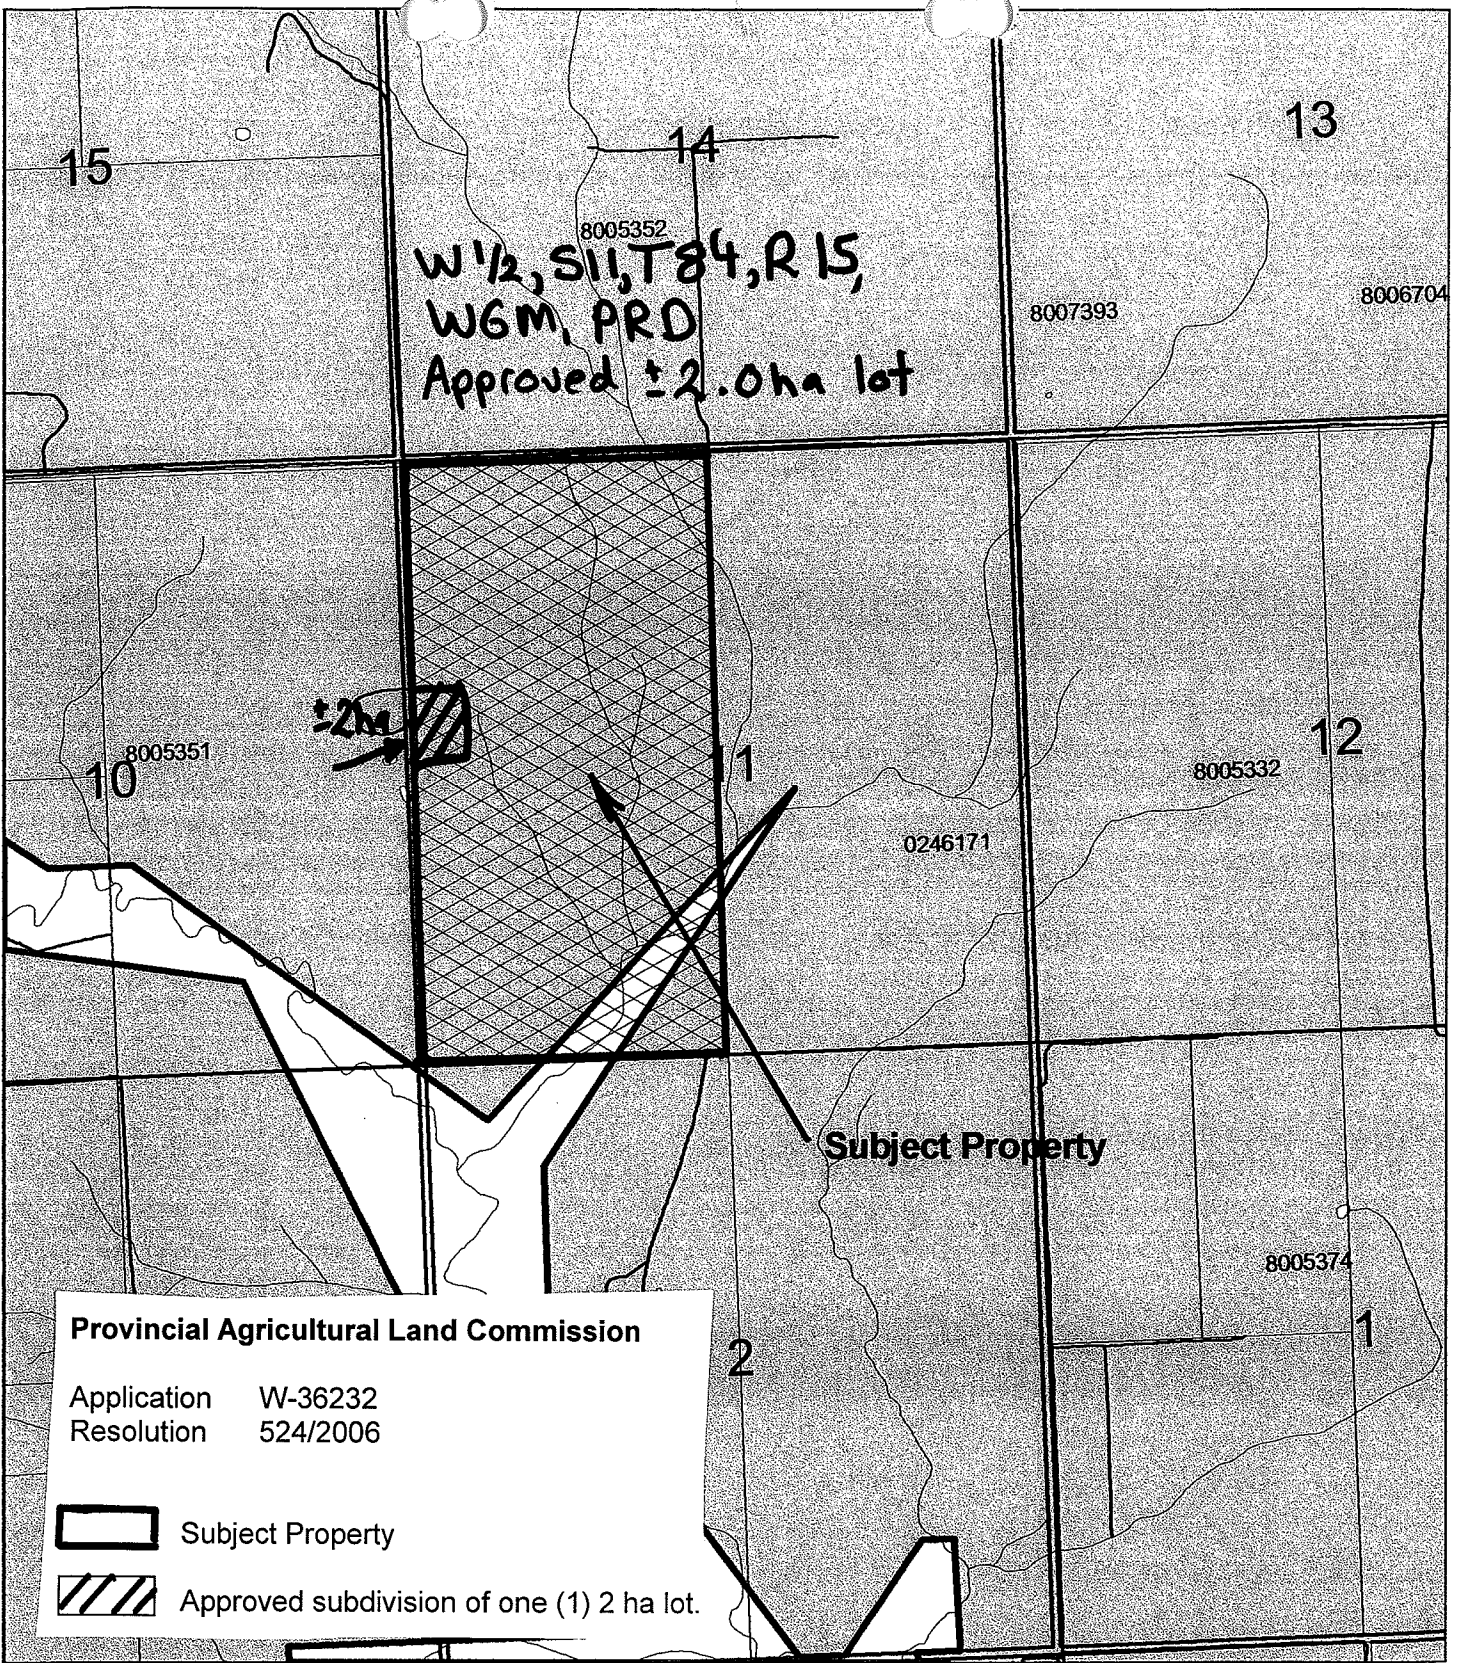 13
14
15
8005352
W 1/2, S11, T84, R15,
W6M, PRD
Approved ±2.0ha lot
8007393
8006704
±2ha
8005351
10
11
12
8005332
0246171
Subject Property
8005374
1
2
Provincial Agricultural Land Commission
Application W-36232
Resolution 524/2006
Subject Property
Approved subdivision of one (1) 2 ha lot.